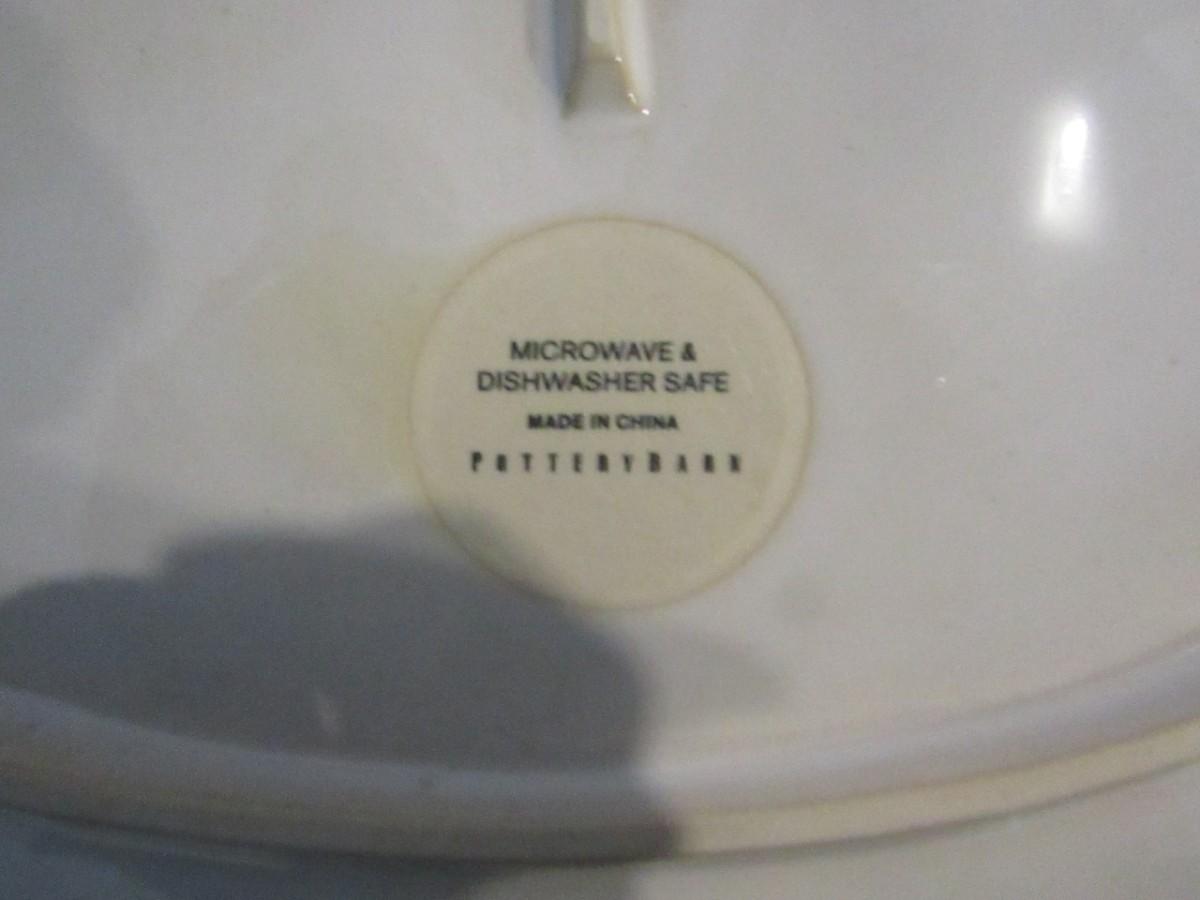 MICROWAVE &
DISHWASHER SAFE
MADE IN CHINA
POTTERYBARN